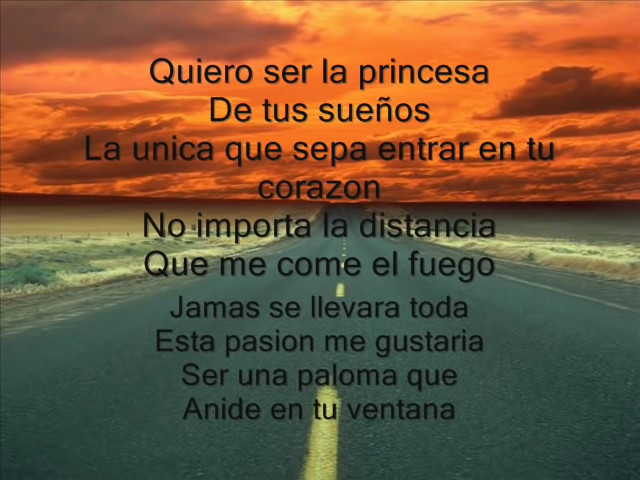 Quiero ser la princesa
De tus sueños
La unica que sepa entrar en tu
corazon
No importa la distancia
Que me come el fuego
Jamas se llevara toda
Esta pasion me gustaria
Ser una paloma que
Anide en tu ventana